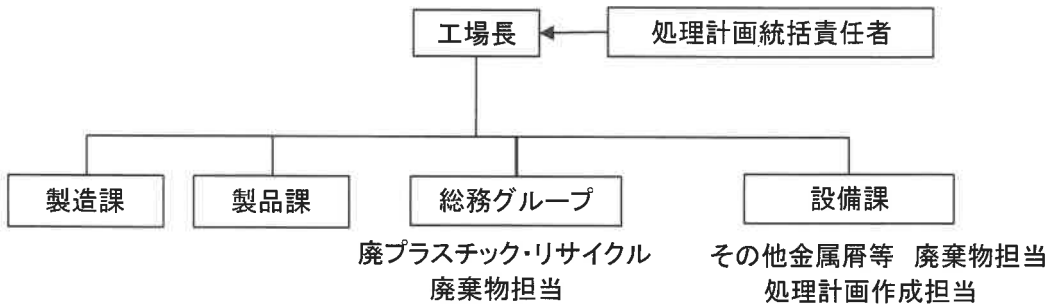 工場長
処理計画統括責任者
製造課
製品課
総務グループ
設備課
廃プラスチック・リサイクル
廃棄物担当
その他金属屑等 廃棄物担当
処理計画作成担当